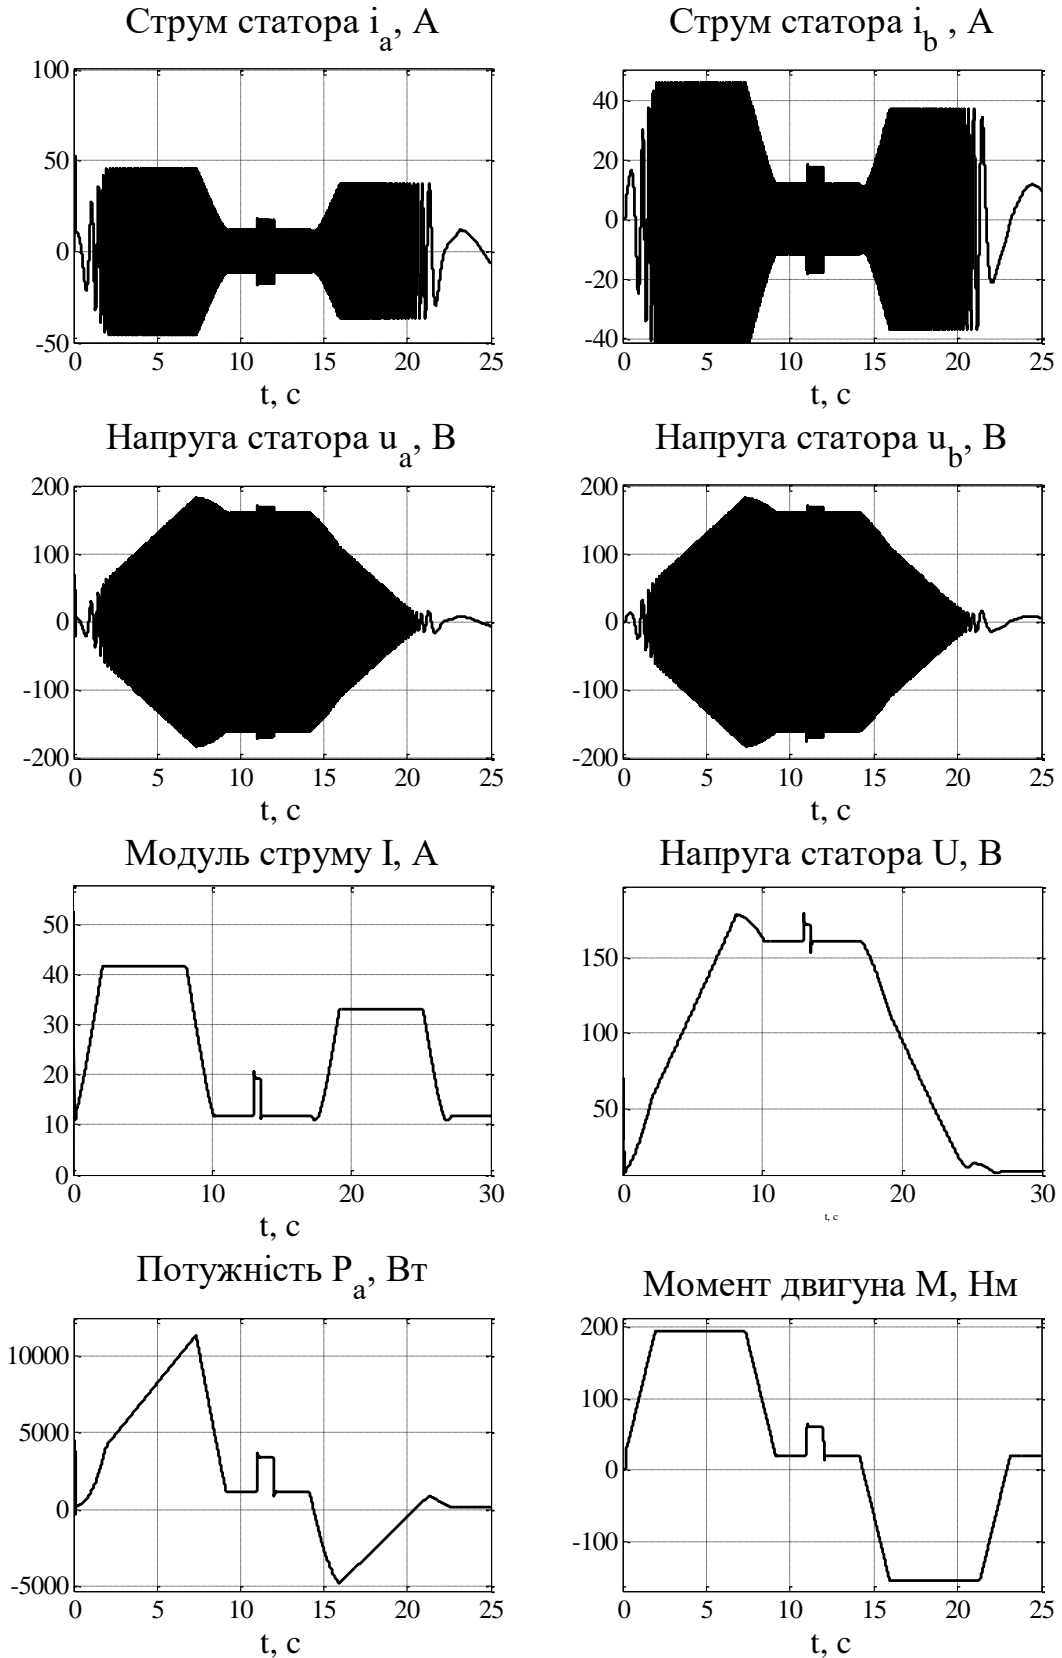 Струм статора i_a, А
Струм статора i_b , А
100
50
0
-50
0 5 10 15 20 25
t, с
40
20
0
-20
-40
0 5 10 15 20 25
t, с
Напруга статора u_a, В
Напруга статора u_b, В
200
100
0
-100
-200
0 5 10 15 20 25
t, с
200
100
0
-100
-200
0 5 10 15 20 25
t, с
Модуль струму I, А
Напруга статора U, В
50
40
30
20
10
0
0 10 20 30
t, с
150
100
50
0 10 20 30
t, с
Потужність P_a, Вт
Момент двигуна М, Нм
10000
5000
0
-5000
0 5 10 15 20 25
t, с
200
100
0
-100
0 5 10 15 20 25
t, с